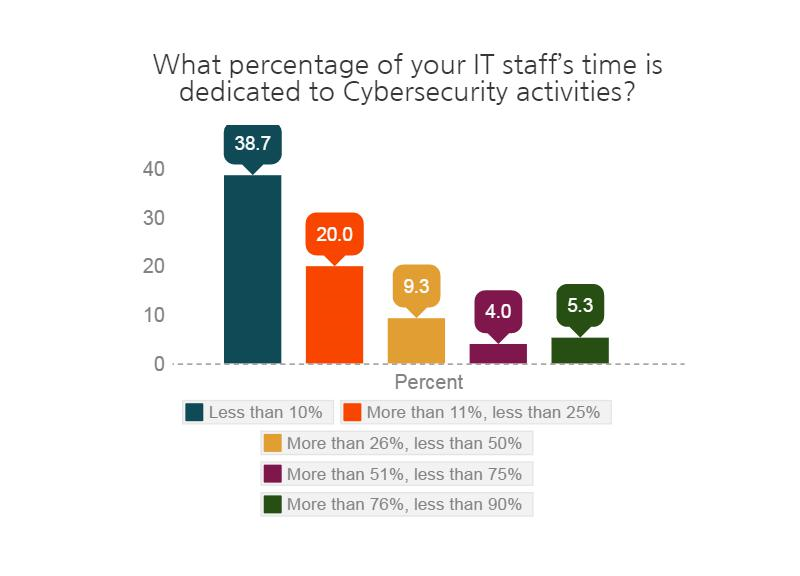 What percentage of your IT staff’s time is
dedicated to Cybersecurity activities?
38.7
40
30
20.0
20
9.3
4.0
5.3
10
0
Percent
Less than 10%
More than 11%, less than 25%
More than 26%, less than 50%
More than 51%, less than 75%
More than 76%, less than 90%